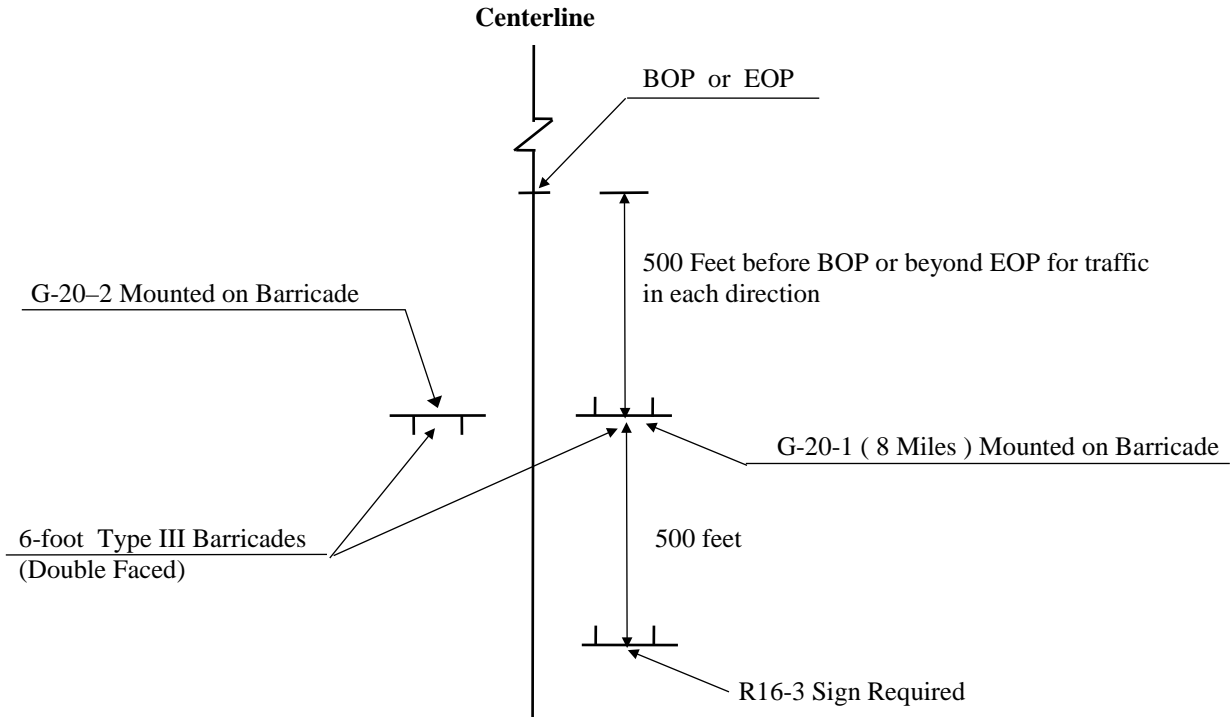 Centerline
BOP or EOP
500 Feet before BOP or beyond EOP for traffic
in each direction
G-20–2 Mounted on Barricade
G-20-1 ( 8 Miles ) Mounted on Barricade
6-foot Type III Barricades
(Double Faced)
500 feet
R16-3 Sign Required